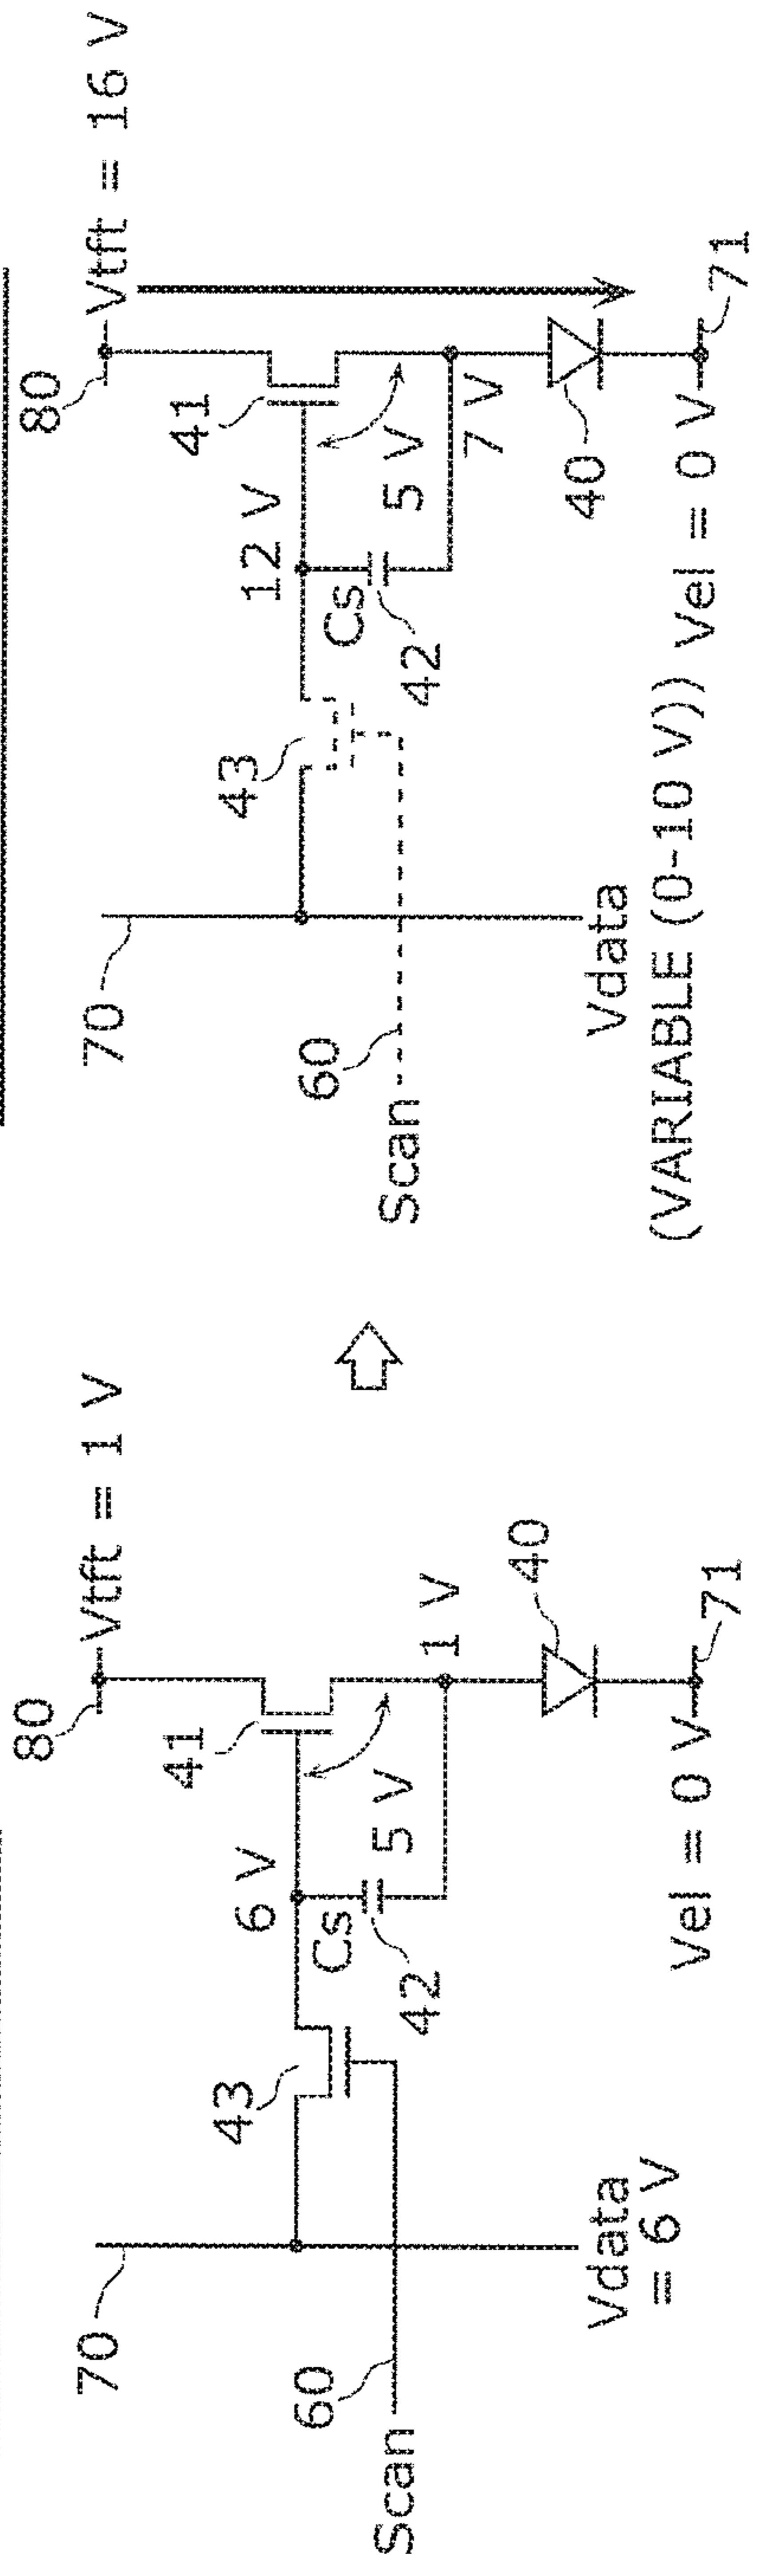 80
Vtft = 1 V
41
6 V
43
70
Cs
5 V
1 V
42
40
60
Scan
Vdata
= 6 V
Vel = 0 V
71
80
Vtft = 16 V
41
12 V
43
70
Cs
5 V
7 V
42
40
60
Scan
Vdata
(VARIABLE (0-10 V))
Vel = 0 V
71